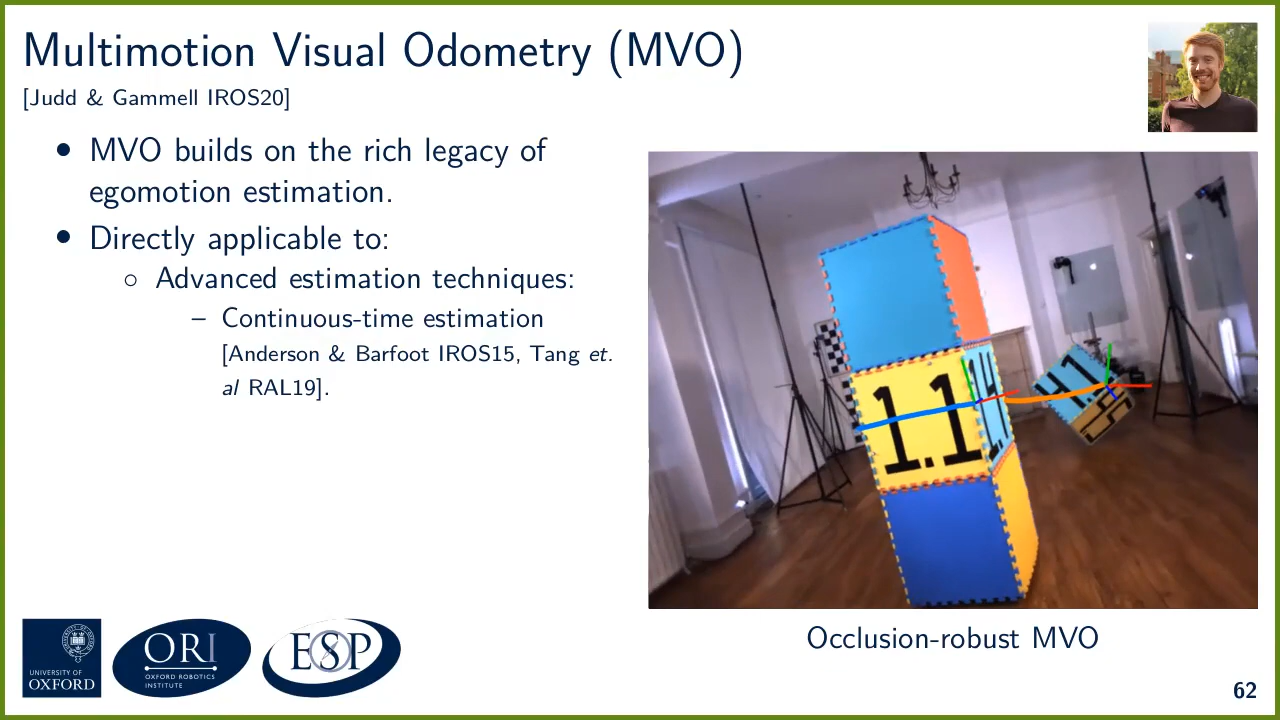 Multimotion Visual Odometry (MVO)
[Judd & Gammell IROS20]
• MVO builds on the rich legacy of
egomotion estimation.
• Directly applicable to:
○ Advanced estimation techniques:
– Continuous-time estimation
[Anderson & Barfoot IROS15, Tang et.
al RAL19].
1.1
4.1
Occlusion-robust MVO
UNIVERSITY OF
OXFORD
ORI
OXFORD ROBOTICS
INSTITUTE
ESP
62